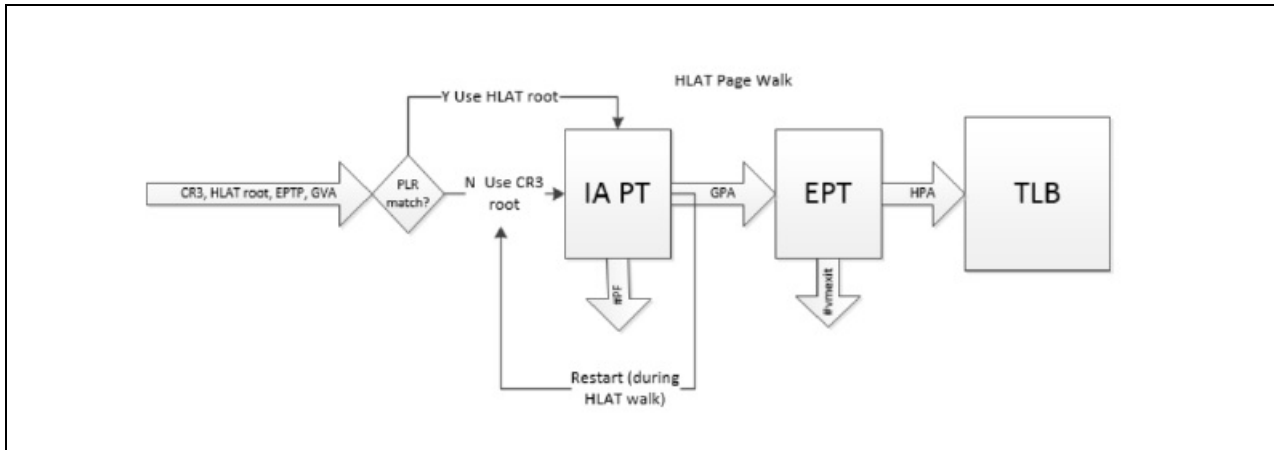 HLAT Page Walk
Y Use HLAT root
CR3, HLAT root, EPTP, GVA
PLR
match?
N Use CR3
root
IA PT
GPA
EPT
HPA
TLB
#PF
#vmexit
Restart (during
HLAT walk)